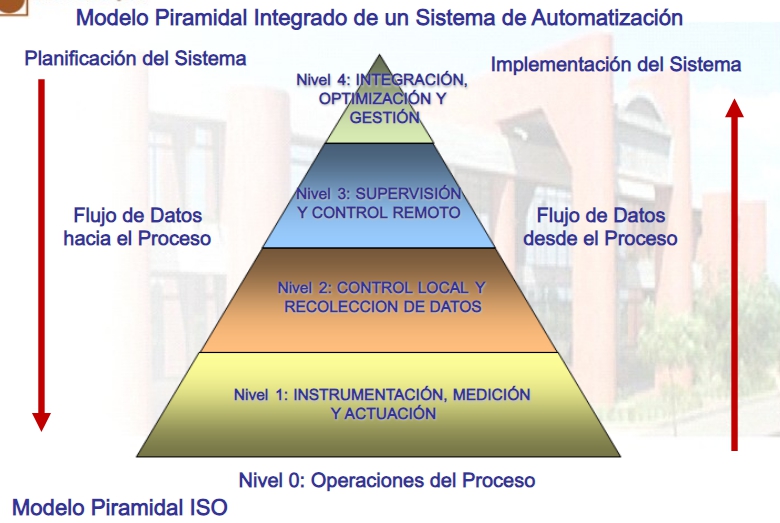 Modelo Piramidal Integrado de un Sistema de Automatización
Planificación del Sistema
Implementación del Sistema
Nivel 4: INTEGRACIÓN,
OPTIMIZACIÓN Y
GESTIÓN
Nivel 3: SUPERVISIÓN
Y CONTROL REMOTO
Flujo de Datos
hacia el Proceso
Flujo de Datos
desde el Proceso
Nivel 2: CONTROL LOCAL Y
RECOLECCION DE DATOS
Nivel 1: INSTRUMENTACIÓN, MEDICIÓN
Y ACTUACIÓN
Nivel 0: Operaciones del Proceso
Modelo Piramidal ISO